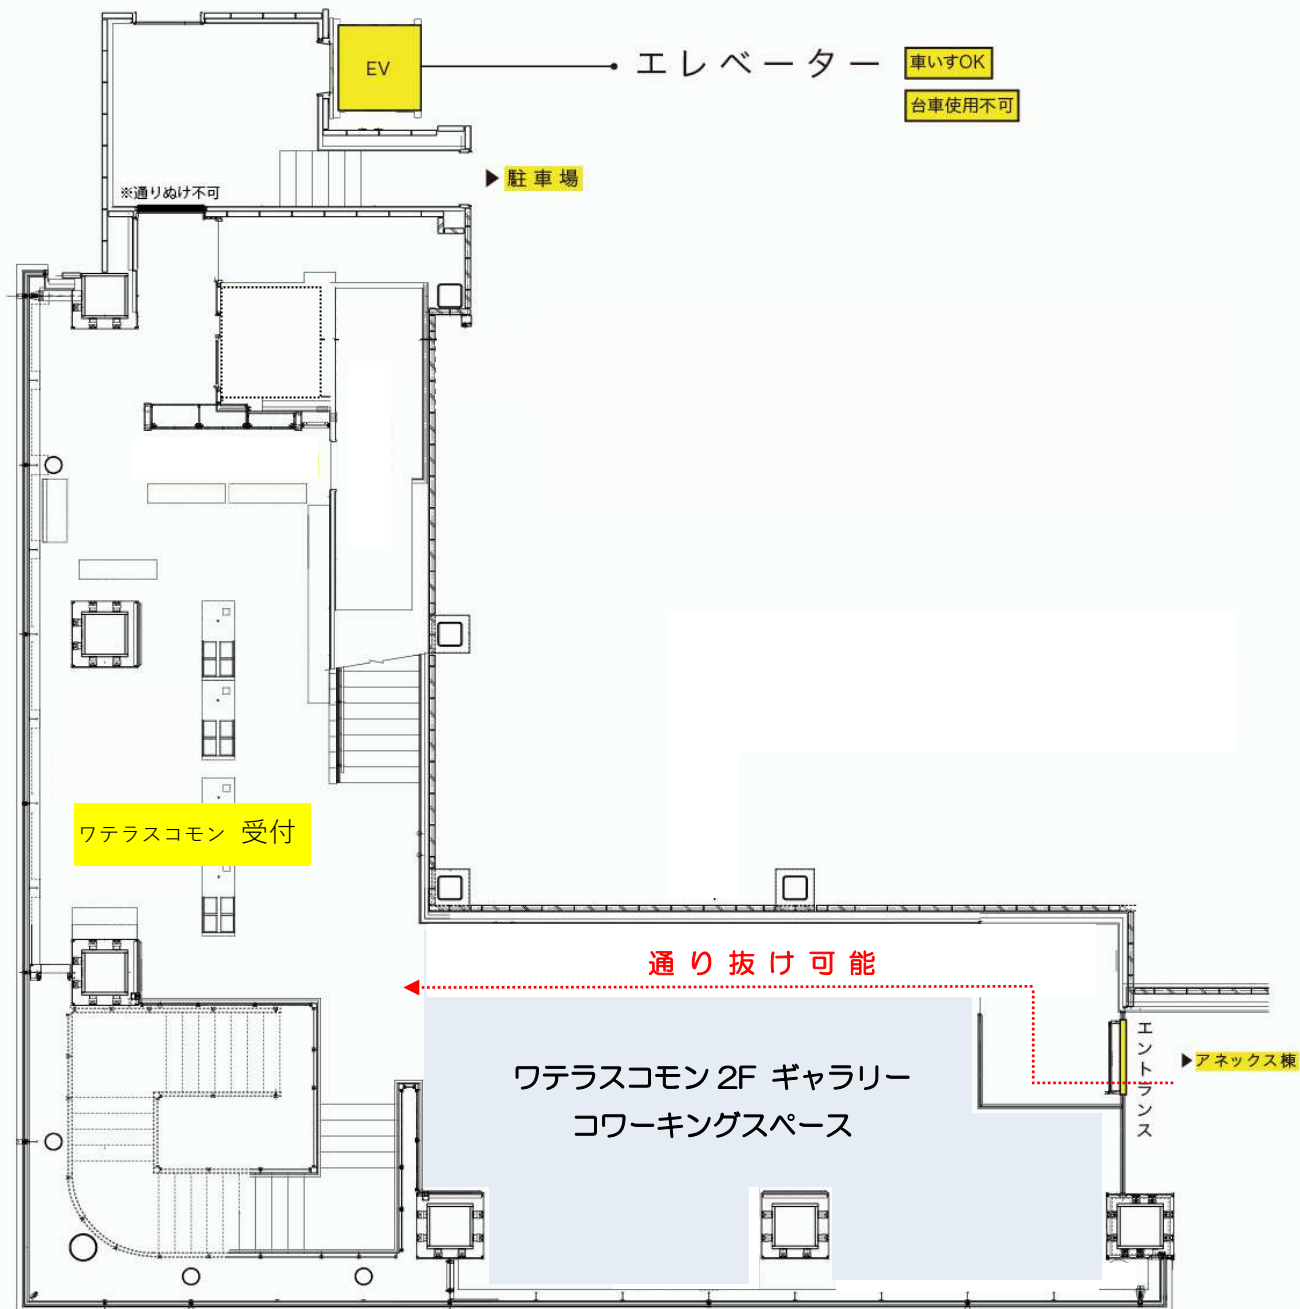 EV
エレベーター
車いすOK
台車使用不可
▶駐車場
※通りぬけ不可
ワテラスコモン 受付
通り抜け可能
エントランス
▶アネックス棟
ワテラスコモン 2F ギャラリー
コワーキングスペース